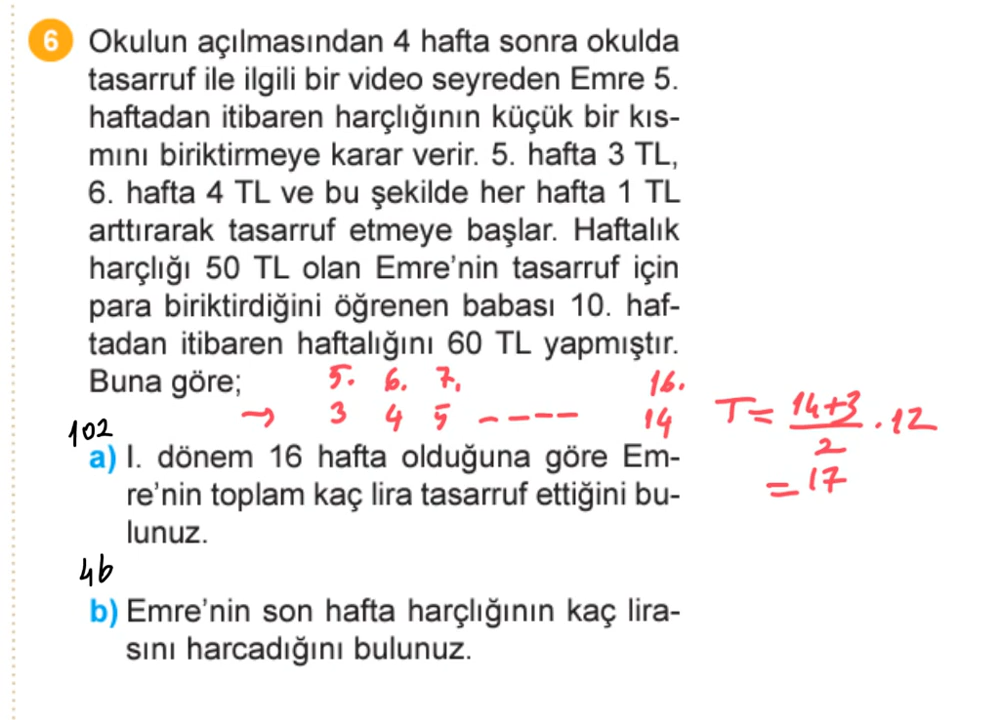 6 Okulun açılmasından 4 hafta sonra okulda
tasarruf ile ilgili bir video seyreden Emre 5.
haftadan itibaren harçlığının küçük bir kıs-
mını biriktirmeye karar verir. 5. hafta 3 TL,
6. hafta 4 TL ve bu şekilde her hafta 1 TL
arttırarak tasarruf etmeye başlar. Haftalık
harçlığı 50 TL olan Emre'nin tasarruf için
para biriktirdiğini öğrenen babası 10. haf-
tadan itibaren haftalığını 60 TL yapmıştır.
Buna göre;
5. 6. 7. 16.
→ 3 4 5 ---- 14
T = 14+3/2 . 12
= 17
102
a) I. dönem 16 hafta olduğuna göre Em-
re'nin toplam kaç lira tasarruf ettiğini bu-
lunuz.
46
b) Emre'nin son hafta harçlığının kaç lira-
sını harcadığını bulunuz.